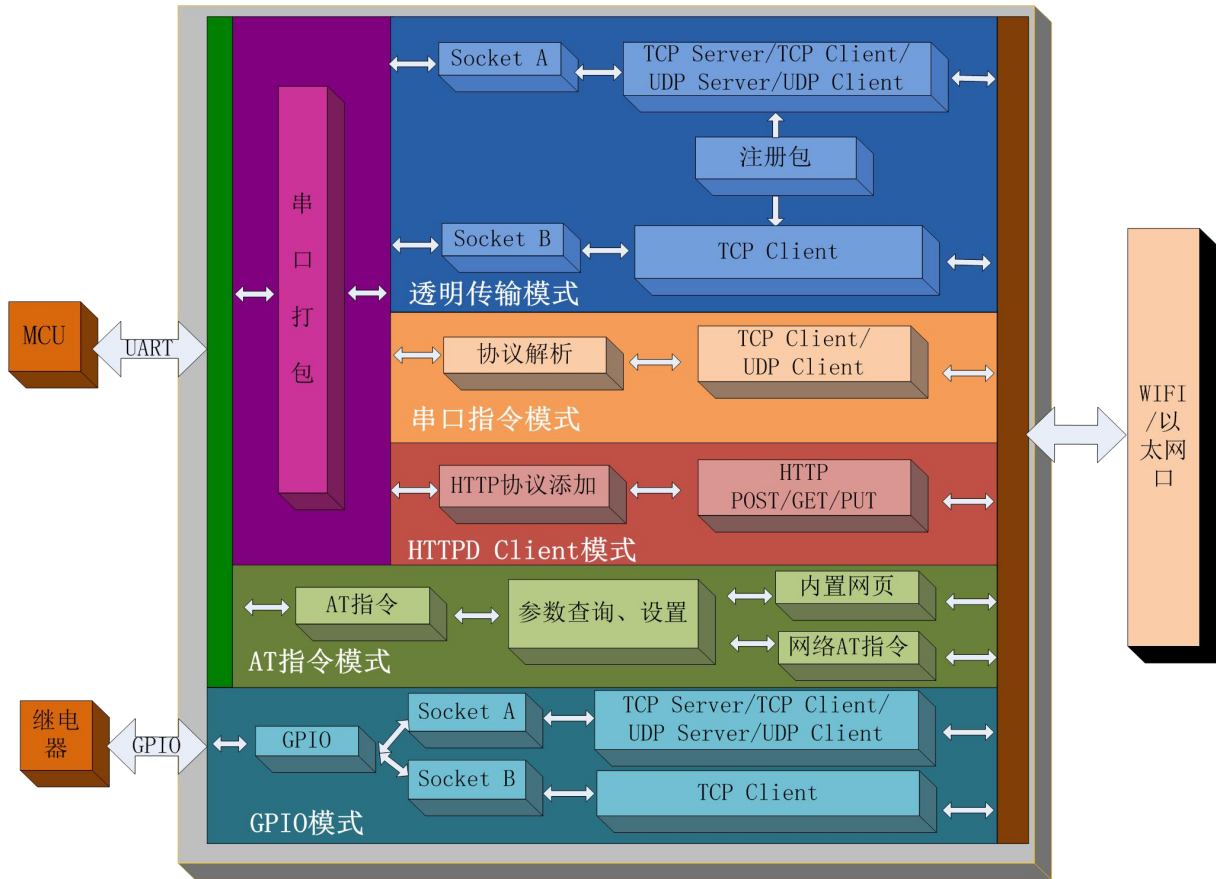 Socket A
TCP Server/TCP Client/
UDP Server/UDP Client
注册包
Socket B
TCP Client
透明传输模式
串
口
打
包
MCU
UART
协议解析
TCP Client/
UDP Client
串口指令模式
HTTP协议添加
HTTP
POST/GET/PUT
HTTPD Client模式
AT指令
参数查询、设置
内置网页
网络AT指令
AT指令模式
继电
器
GPIO
GPIO
Socket A
TCP Server/TCP Client/
UDP Server/UDP Client
Socket B
TCP Client
GPIO模式
WIFI
/以
太网
口